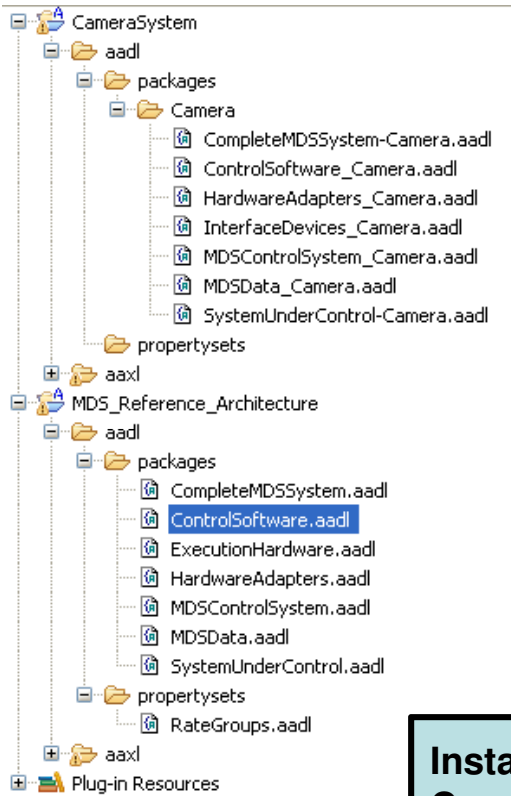 CameraSystem
aadl
packages
Camera
CompleteMDSSystem-Camera.aadl
ControlSoftware_Camera.aadl
HardwareAdapters_Camera.aadl
InterfaceDevices_Camera.aadl
MDSControlSystem_Camera.aadl
MDSData_Camera.aadl
SystemUnderControl-Camera.aadl
propertysets
aaxl
MDS_Reference_Architecture
aadl
packages
CompleteMDSSystem.aadl
ControlSoftware.aadl
ExecutionHardware.aadl
HardwareAdapters.aadl
MDSControlSystem.aadl
MDSData.aadl
SystemUnderControl.aadl
propertysets
RateGroups.aadl
aaxl
Plug-in Resources